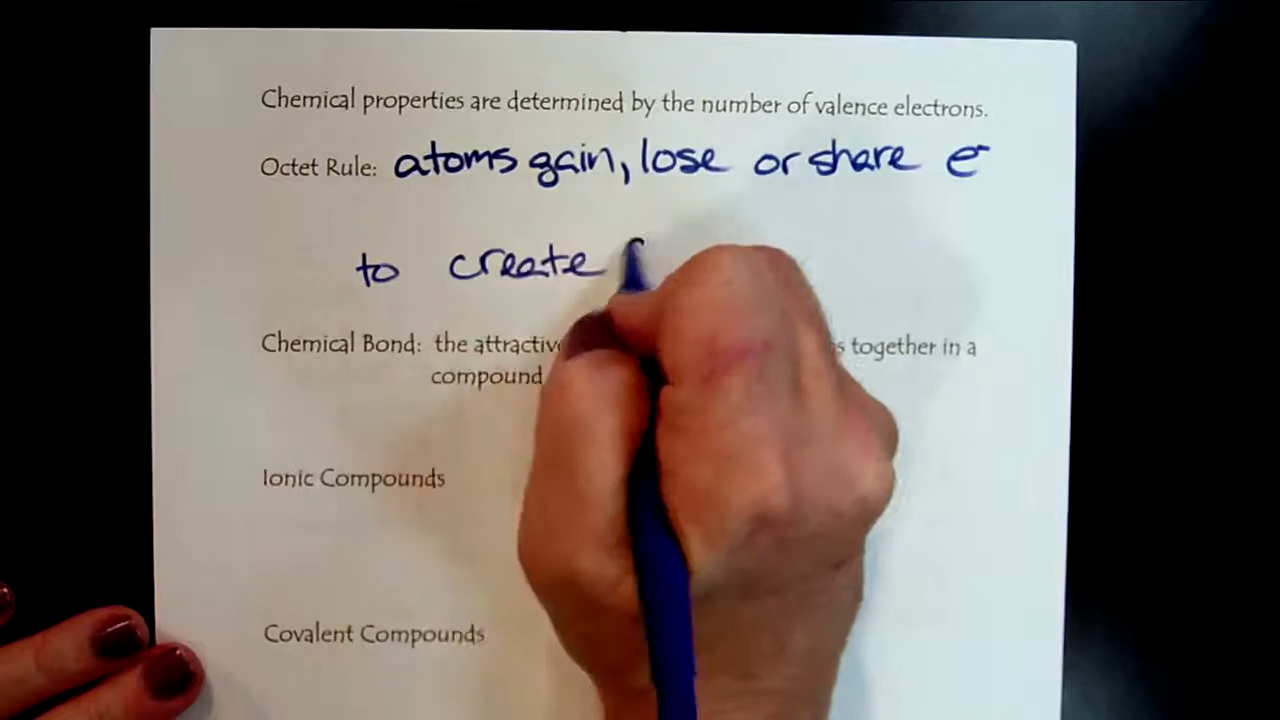 Chemical properties are determined by the number of valence electrons.
Octet Rule: atoms gain, lose or share e⁻
to create
Chemical Bond: the attractive together in a
compound
Ionic Compounds
Covalent Compounds